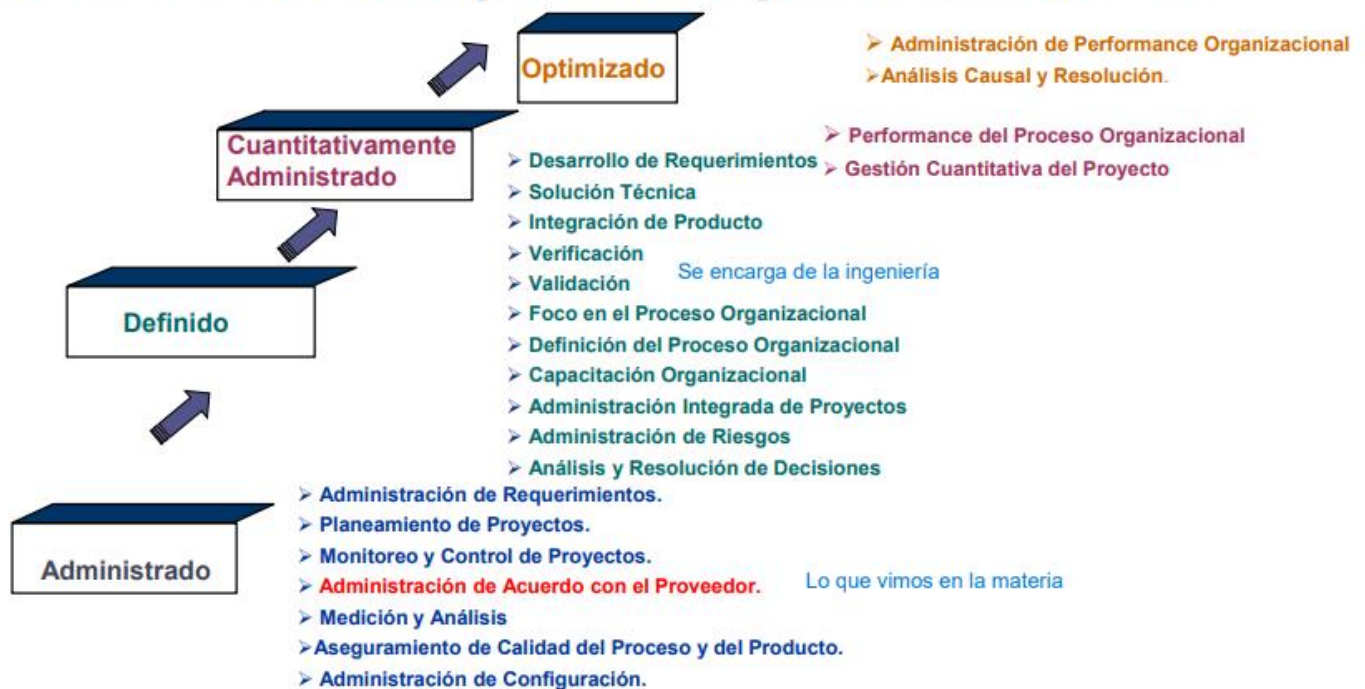 Optimizado
➢ Administración de Performance Organizacional
➢Análisis Causal y Resolución.
Cuantitativamente
Administrado
➢ Performance del Proceso Organizacional
➢ Gestión Cuantitativa del Proyecto
➢ Desarrollo de Requerimientos
➢ Solución Técnica
➢ Integración de Producto
➢ Verificación
➢ Validación
Se encarga de la ingeniería
➢ Foco en el Proceso Organizacional
➢ Definición del Proceso Organizacional
➢ Capacitación Organizacional
➢ Administración Integrada de Proyectos
➢ Administración de Riesgos
➢ Análisis y Resolución de Decisiones
Definido
➢ Administración de Requerimientos.
➢ Planeamiento de Proyectos.
➢ Monitoreo y Control de Proyectos.
➢ Administración de Acuerdo con el Proveedor.
Lo que vimos en la materia
➢ Medición y Análisis
➢Aseguramiento de Calidad del Proceso y del Producto.
➢ Administración de Configuración.
Administrado